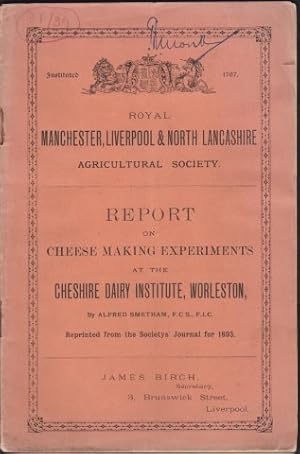 Instituted 1767.
ROYAL
MANCHESTER, LIVERPOOL & NORTH LANCASHIRE
AGRICULTURAL SOCIETY.
REPORT
ON
CHEESE MAKING EXPERIMENTS
AT THE
CHESHIRE DAIRY INSTITUTE, WORLESTON,
By ALFRED SMETHAM, F.C.S., F.I.C.
Reprinted from the Societys' Journal for 1895.
JAMES BIRCH,
Secretary,
3, Brunswick Street,
Liverpool.